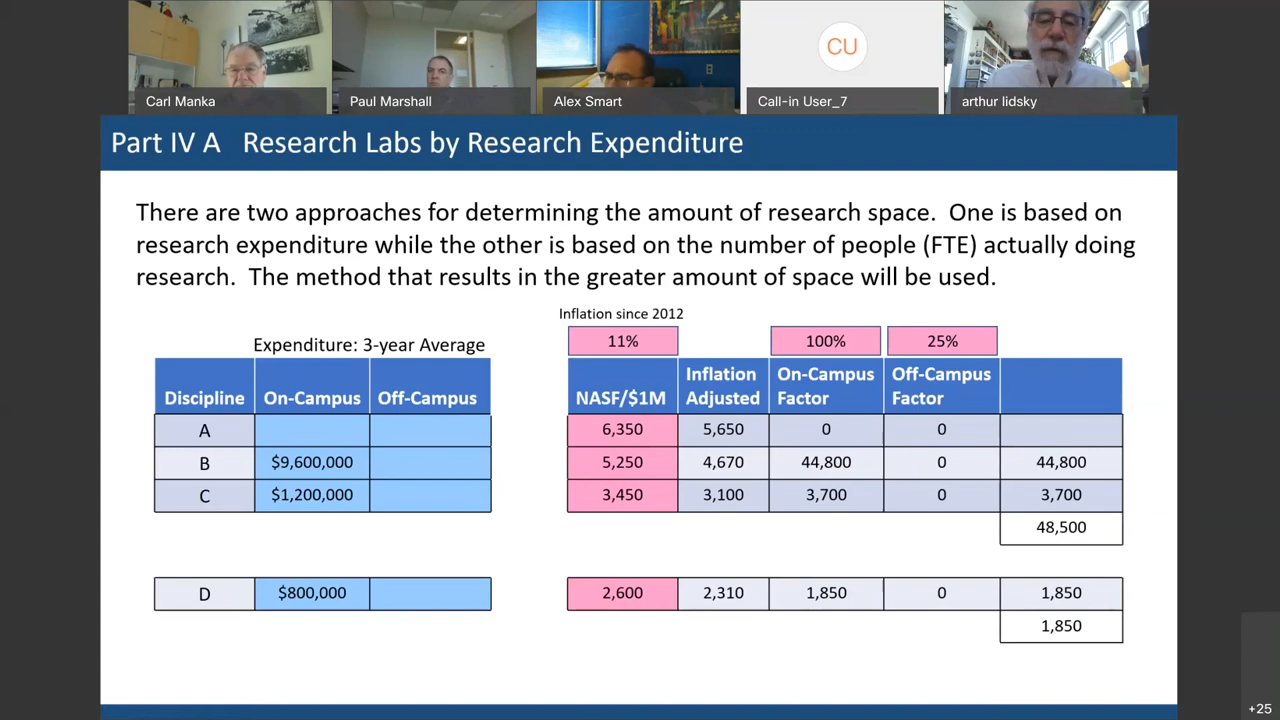 Carl Manka
Paul Marshall
Alex Smart
CU
Call-in User_7
arthur lidsky
Part IV A Research Labs by Research Expenditure
There are two approaches for determining the amount of research space. One is based on
research expenditure while the other is based on the number of people (FTE) actually doing
research. The method that results in the greater amount of space will be used.
Inflation since 2012
Expenditure: 3-year Average 11% 100% 25%
Discipline On-Campus Off-Campus NASF/$1M Inflation Adjusted On-Campus Factor Off-Campus Factor
A 6,350 5,650 0 0
B $9,600,000 5,250 4,670 44,800 0 44,800
C $1,200,000 3,450 3,100 3,700 0 3,700
48,500
D $800,000 2,600 2,310 1,850 0 1,850
1,850
+25